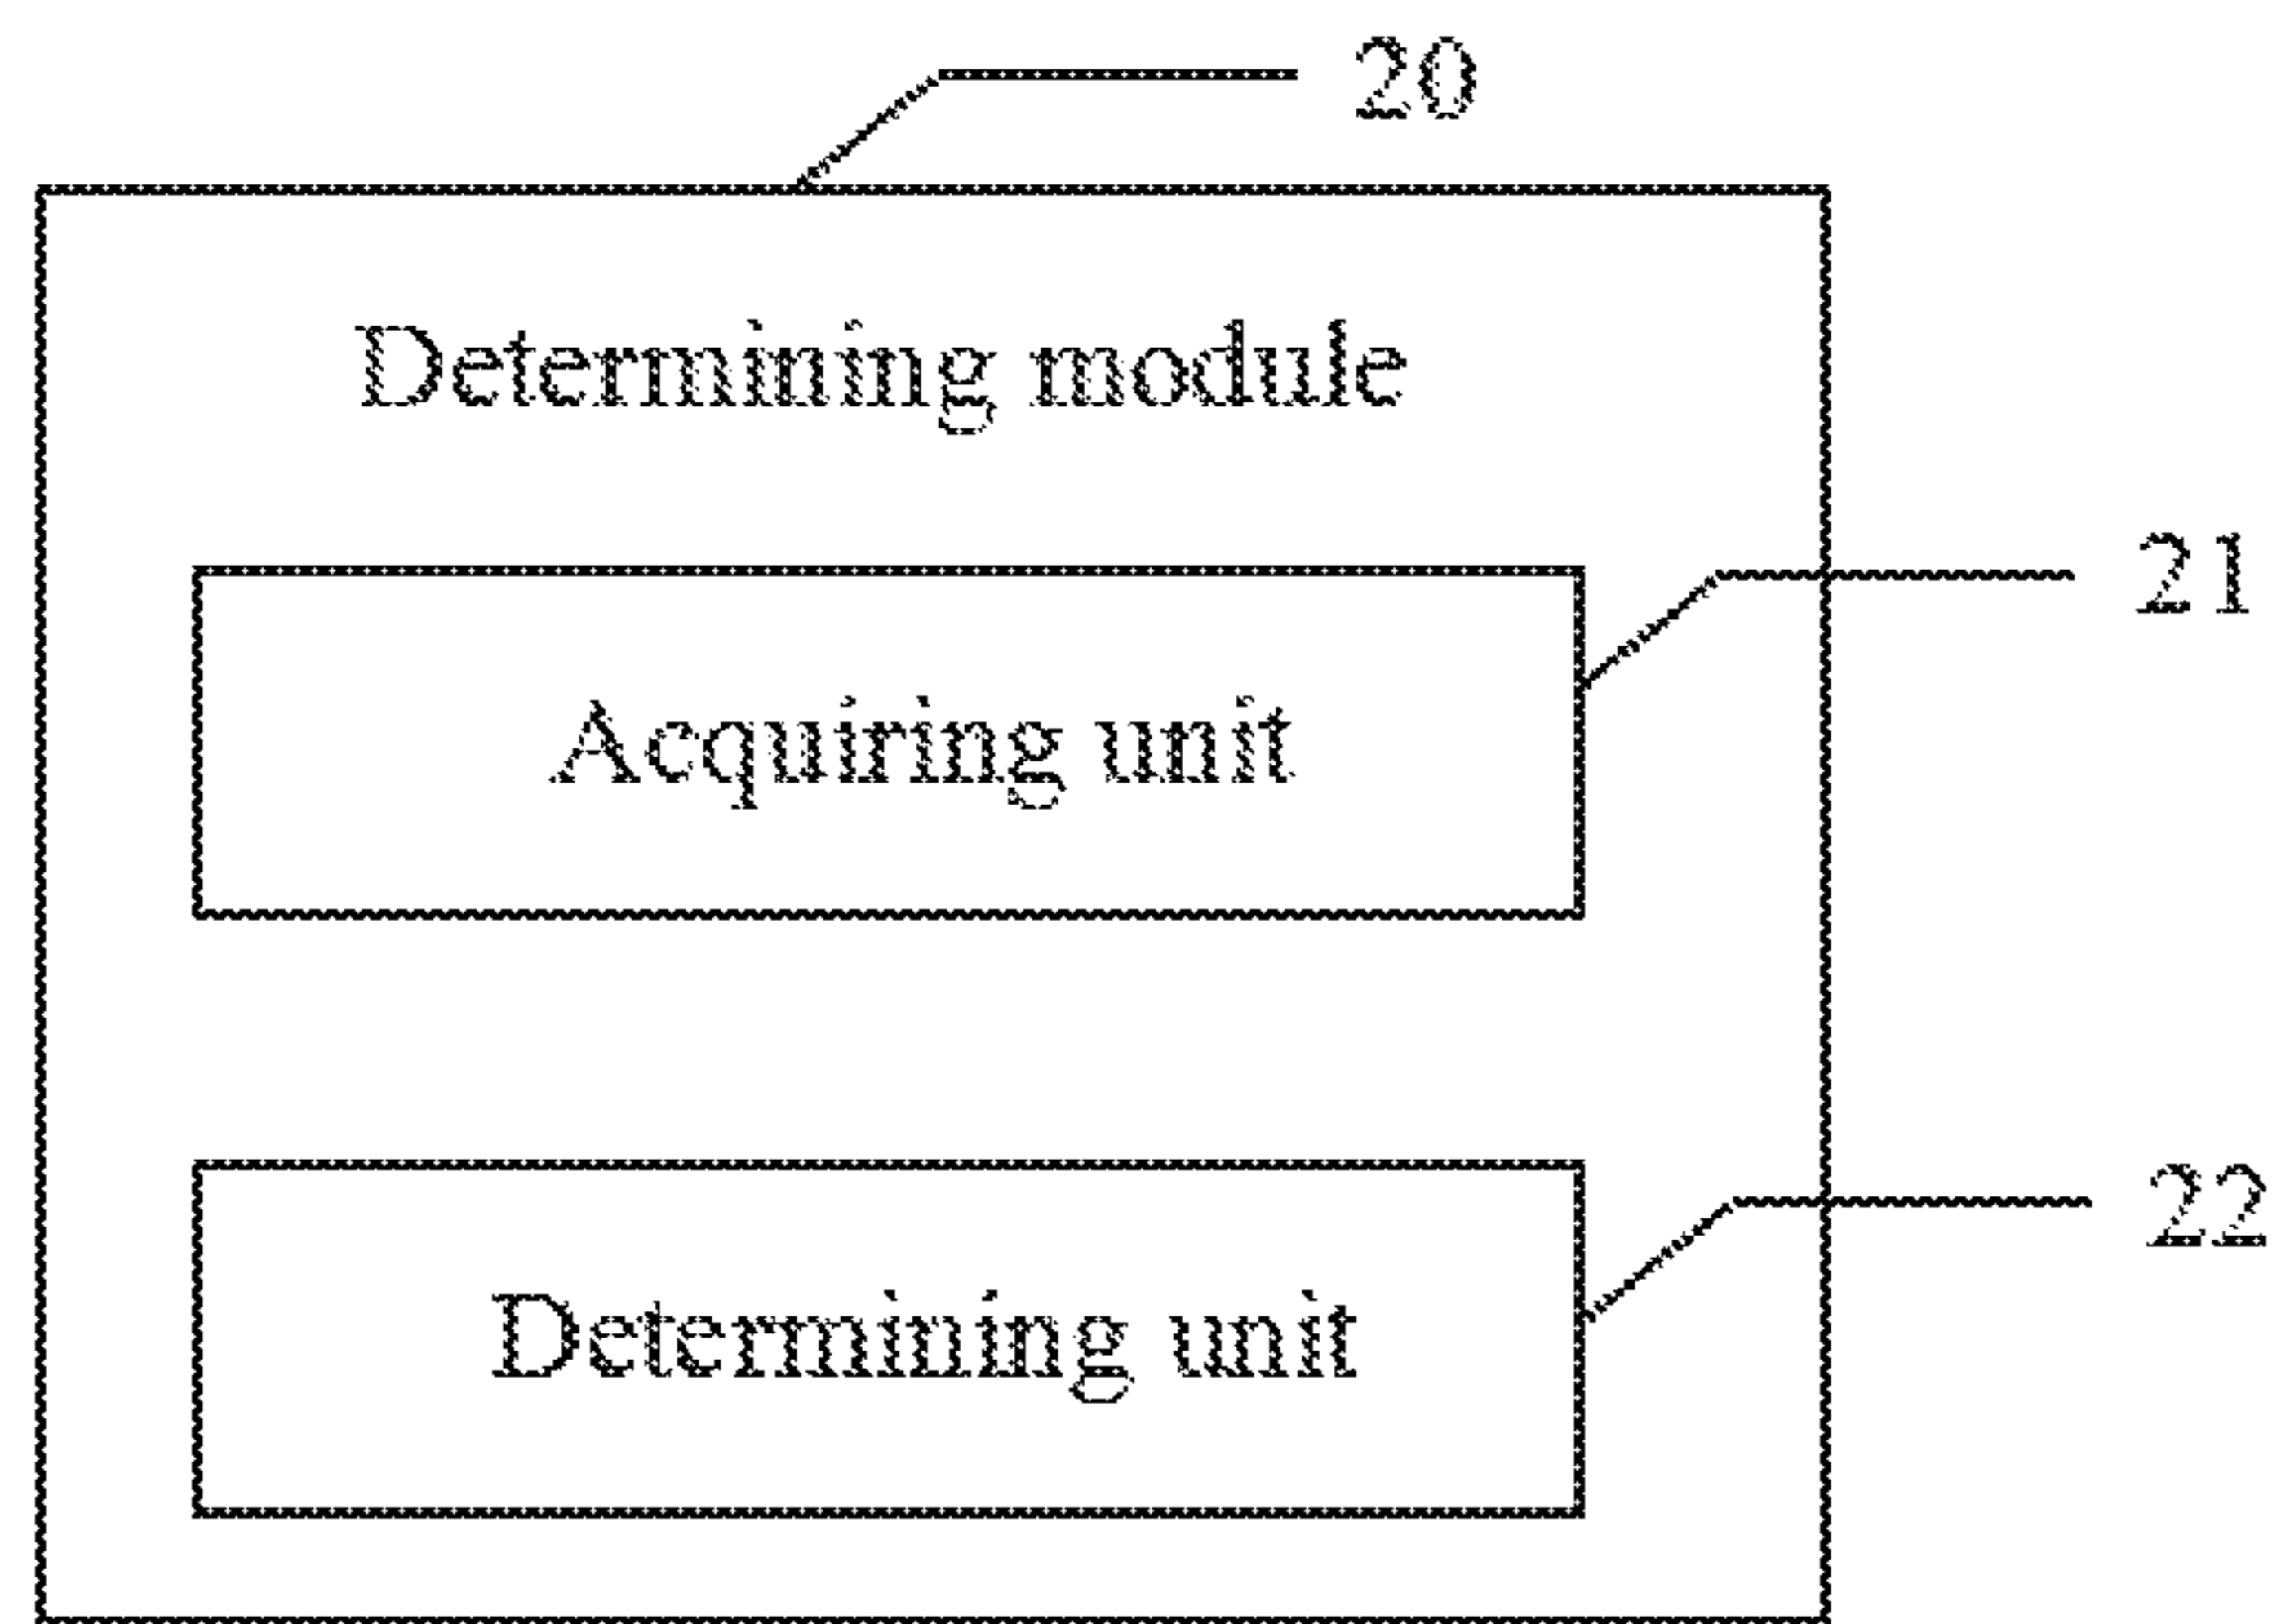 20
Determining module
21
Acquiring unit
22
Determining unit